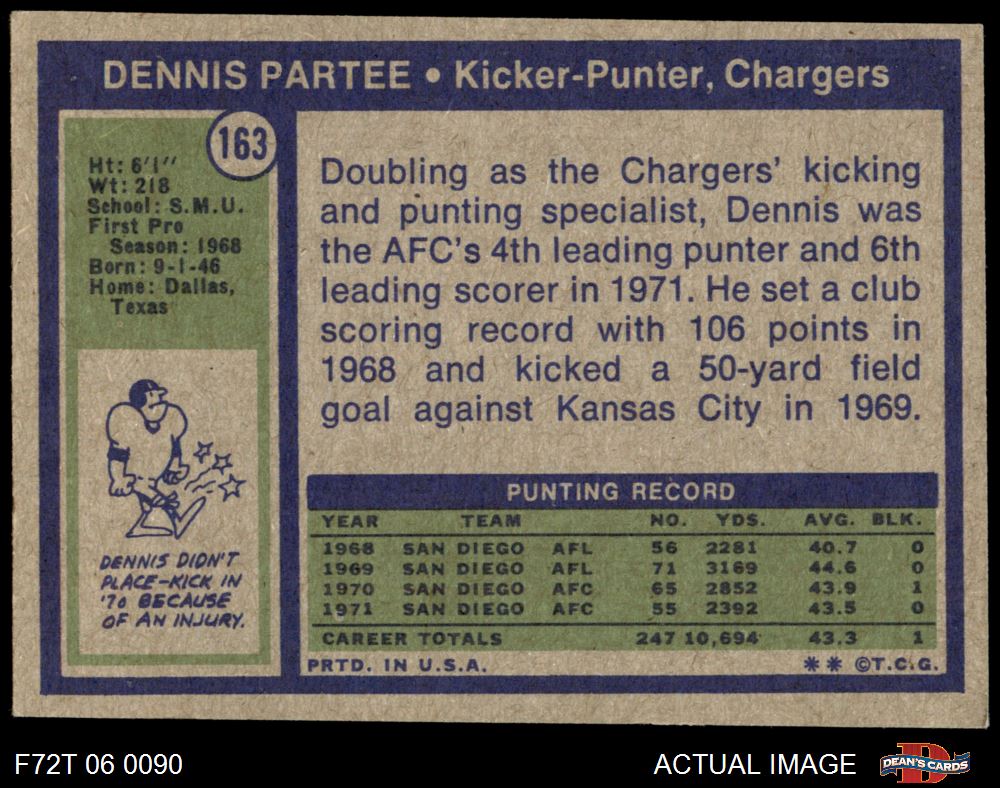 DENNIS PARTEE • Kicker-Punter, Chargers
163
Ht: 6'1"
Wt: 218
School: S.M.U.
First Pro
Season: 1968
Born: 9-1-46
Home: Dallas,
Texas
DENNIS DIDN'T
PLACE-KICK IN
'70 BECAUSE
OF AN INJURY.
Doubling as the Chargers' kicking
and punting specialist, Dennis was
the AFC's 4th leading punter and 6th
leading scorer in 1971. He set a club
scoring record with 106 points in
1968 and kicked a 50-yard field
goal against Kansas City in 1969.
PUNTING RECORD
YEAR TEAM NO. YDS. AVG. BLK.
1968 SAN DIEGO AFL 56 2281 40.7 0
1969 SAN DIEGO AFL 71 3169 44.6 0
1970 SAN DIEGO AFC 65 2852 43.9 1
1971 SAN DIEGO AFC 55 2392 43.5 0
CAREER TOTALS 247 10,694 43.3 1
PRTD. IN U.S.A. ** ©T.C.G.
F72T 06 0090 ACTUAL IMAGE D DEAN'S CARDS